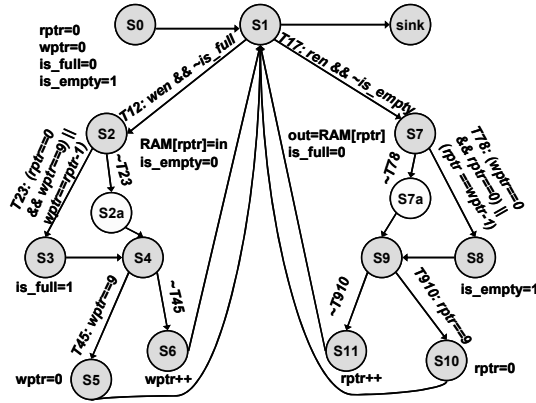 rptr=0
wptr=0
is_full=0
is_empty=1
S0
S1
sink
T12: wen && ~is_full
T17: ren && ~is_empty
S2
RAM[rptr]=in
is_empty=0
out=RAM[rptr]
is_full=0
S7
T23: (rptr==0
&& wptr==9) ||
wptr==rptr-1)
~T23
~T78
T78: (wptr==0
&& rptr==0) ||
(rptr ==wptr-1)
S2a
S7a
S3
S4
S9
S8
is_full=1
is_empty=1
T45: wptr==9
~T45
~T910
T910: rptr==9
S6
S11
S5
S10
wptr=0
wptr++
rptr++
rptr=0